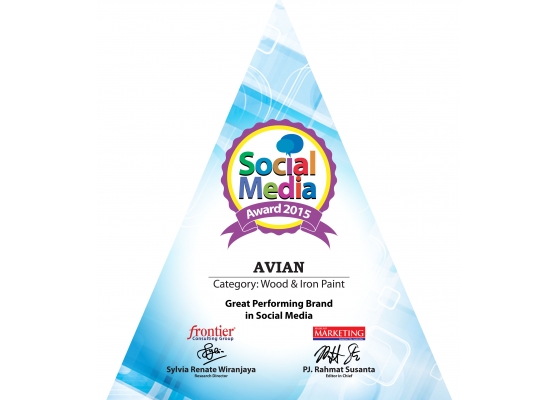 Social
Media
Award 2015
AVIAN
Category: Wood & Iron Paint
Great Performing Brand
in Social Media
frontier
Consulting Group
MARKETING
Sylvia Renate Wiranjaya
Research Director
PJ. Rahmat Susanta
Editor in Chief